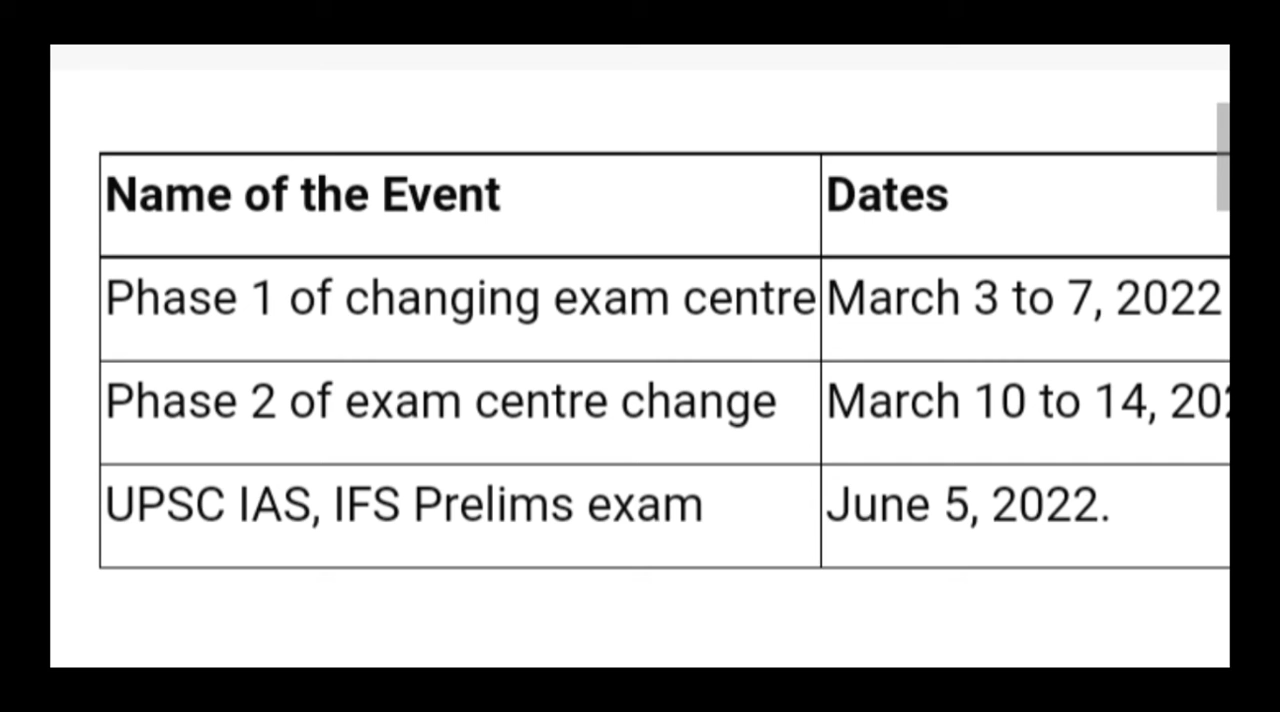 Name of the Event Dates
Phase 1 of changing exam centre March 3 to 7, 2022
Phase 2 of exam centre change March 10 to 14,
UPSC IAS, IFS Prelims exam June 5, 2022.